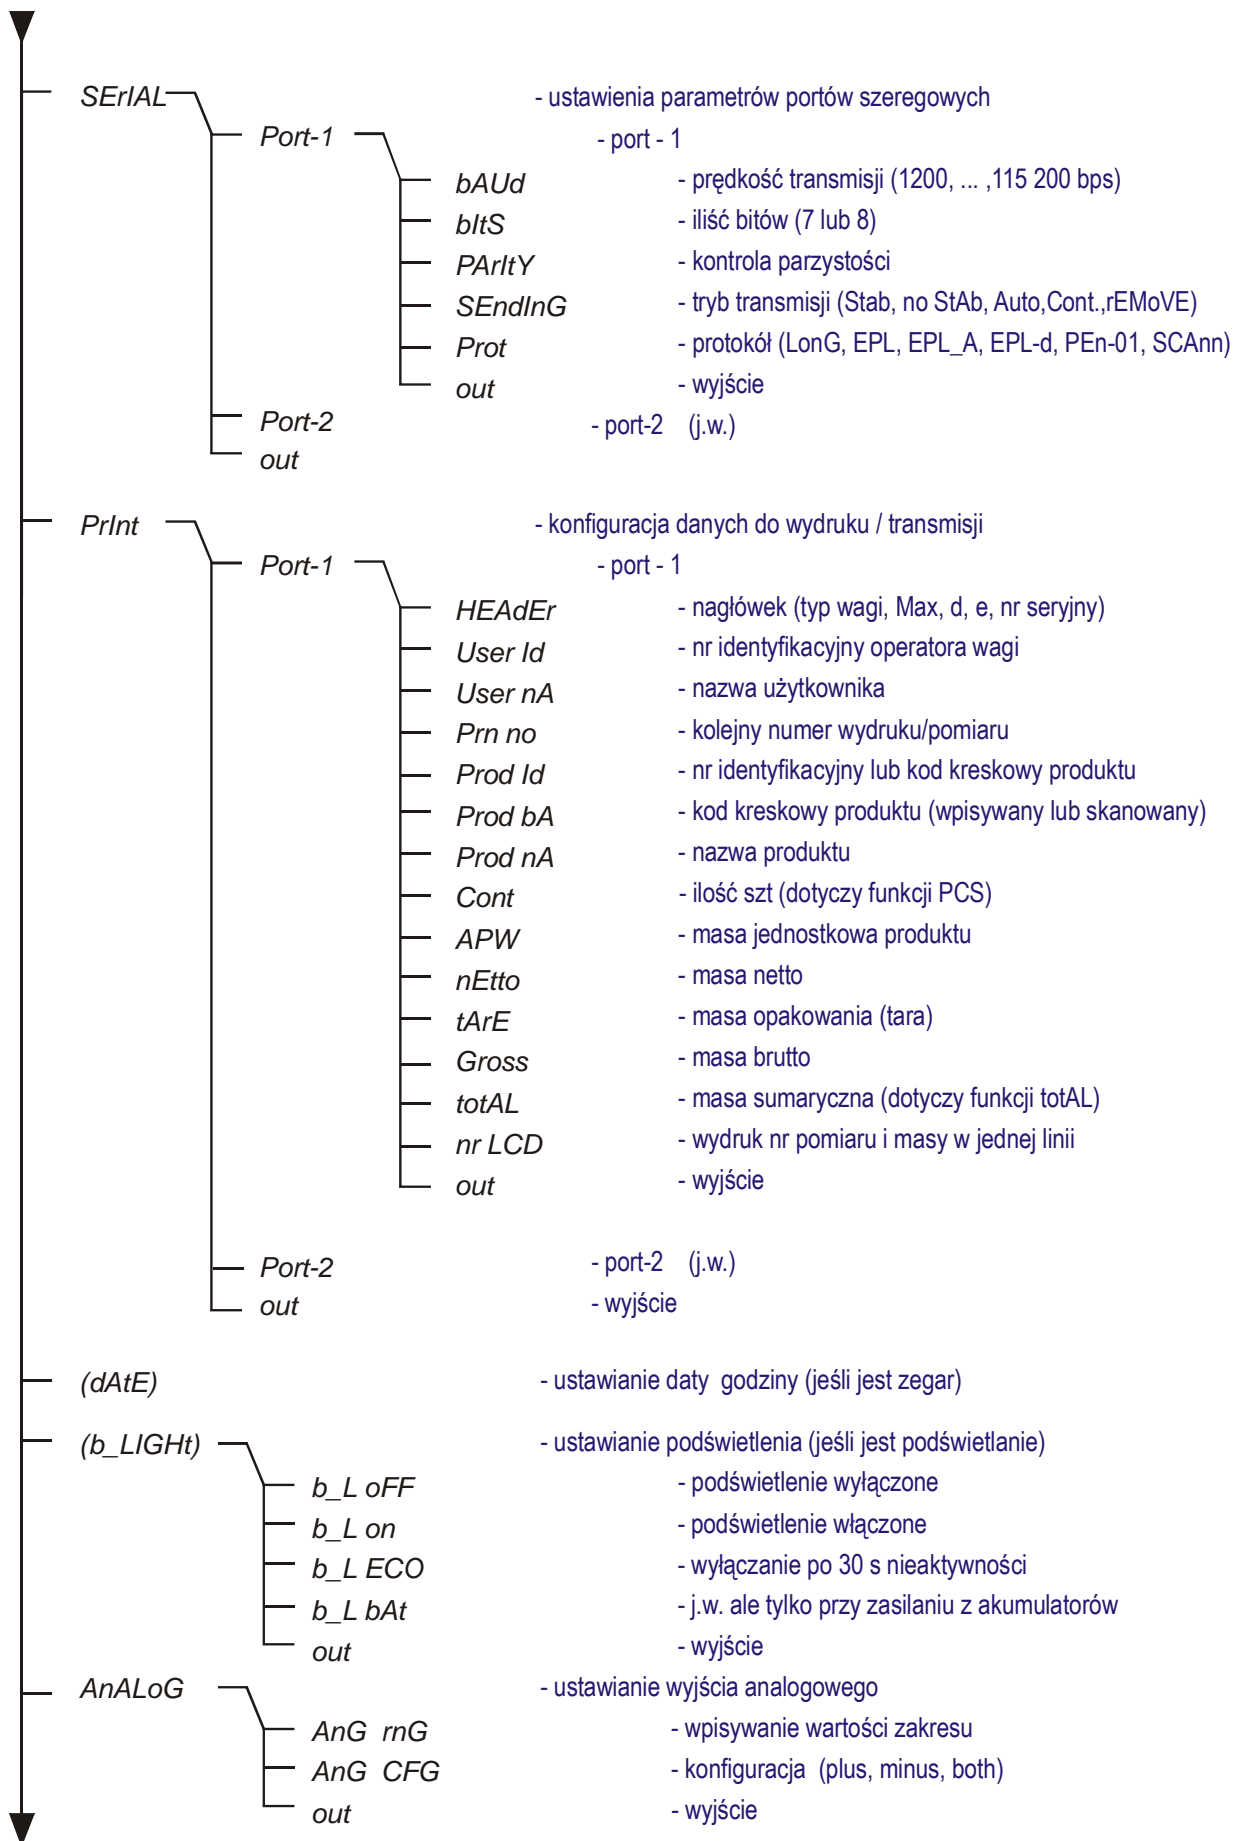 SErIAL - ustawienia parametrów portów szeregowych
Port-1 - port - 1
bAUd - prędkość transmisji (1200, ... ,115 200 bps)
bItS - iliść bitów (7 lub 8)
PArItY - kontrola parzystości
SEndInG - tryb transmisji (Stab, no StAb, Auto,Cont.,rEMoVE)
Prot - protokół (LonG, EPL, EPL_A, EPL-d, PEn-01, SCAnn)
out - wyjście
Port-2 - port-2 (j.w.)
out
PrInt - konfiguracja danych do wydruku / transmisji
Port-1 - port - 1
HEAdEr - nagłówek (typ wagi, Max, d, e, nr seryjny)
User Id - nr identyfikacyjny operatora wagi
User nA - nazwa użytkownika
Prn no - kolejny numer wydruku/pomiaru
Prod Id - nr identyfikacyjny lub kod kreskowy produktu
Prod bA - kod kreskowy produktu (wpisywany lub skanowany)
Prod nA - nazwa produktu
Cont - ilość szt (dotyczy funkcji PCS)
APW - masa jednostkowa produktu
nEtto - masa netto
tArE - masa opakowania (tara)
Gross - masa brutto
totAL - masa sumaryczna (dotyczy funkcji totAL)
nr LCD - wydruk nr pomiaru i masy w jednej linii
out - wyjście
Port-2 - port-2 (j.w.)
out - wyjście
(dAtE) - ustawianie daty godziny (jeśli jest zegar)
(b_LIGHt) - ustawianie podświetlenia (jeśli jest podświetlanie)
b_L oFF - podświetlenie wyłączone
b_L on - podświetlenie włączone
b_L ECO - wyłączanie po 30 s nieaktywności
b_L bAt - j.w. ale tylko przy zasilaniu z akumulatorów
out - wyjście
AnALoG - ustawianie wyjścia analogowego
AnG rnG - wpisywanie wartości zakresu
AnG CFG - konfiguracja (plus, minus, both)
out - wyjście